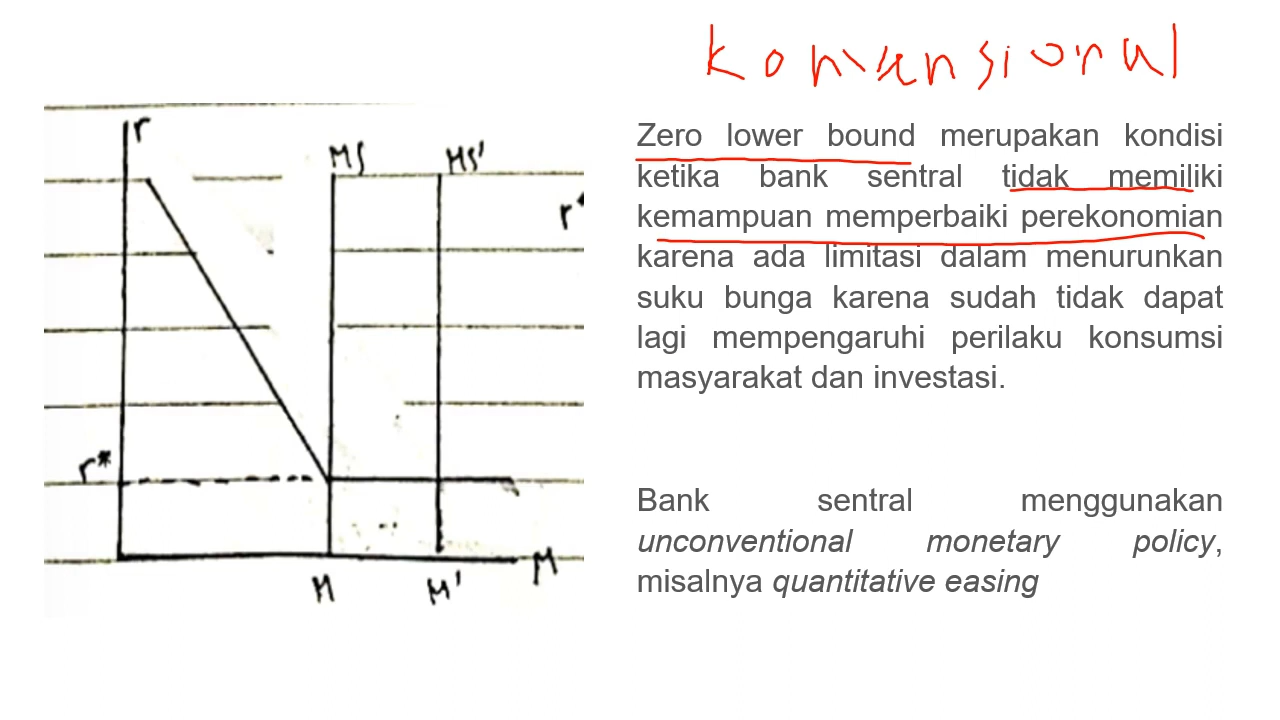 Konvensional
r
MS
MS'
r'
r*
M
M
M'
Zero lower bound merupakan kondisi
ketika bank sentral tidak memiliki
kemampuan memperbaiki perekonomian
karena ada limitasi dalam menurunkan
suku bunga karena sudah tidak dapat
lagi mempengaruhi perilaku konsumsi
masyarakat dan investasi.
Bank sentral menggunakan
unconventional monetary policy,
misalnya quantitative easing